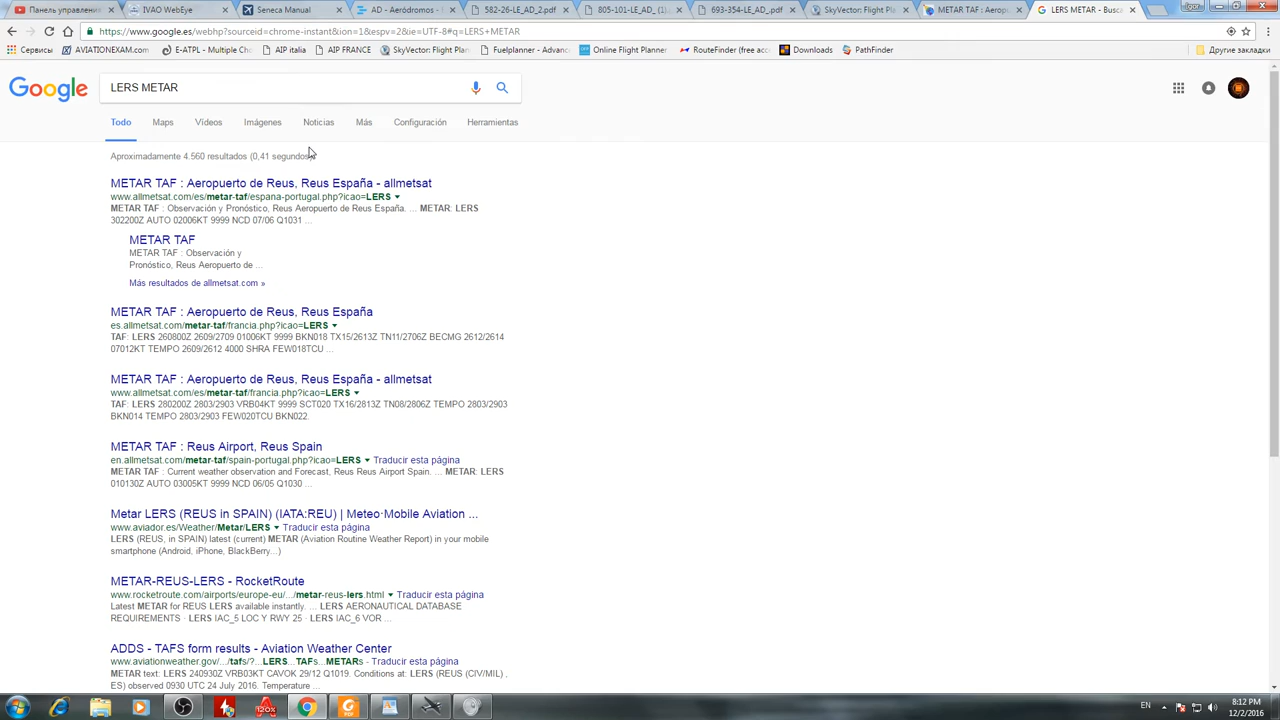 Панель управления
IVAO WebEye
Seneca Manual
AD - Aeródromos - I
582-26-LE_AD_2.pdf
805-101-LE_AD_ (1).
693-354-LE_AD_.pdf
SkyVector: Flight Plan
METAR TAF : Aeropu
LERS METAR - Busca
Igor
https://www.google.es/webhp?sourceid=chrome-instant&ion=1&espv=2&ie=UTF-8#q=LERS+METAR
Сервисы
AVIATIONEXAM.com
E-ATPL - English Cho
AIP italia
AIP FRANCE
SkyVector: Flight Plan
Fuelplanner - Aviation
Online Flight Planner
RouteFinder (free acc
Downloads
PathFinder
Другие закладки
Google
LERS METAR
Todo
Maps
Vídeos
Imágenes
Noticias
Más
Configuración
Herramientas
Aproximadamente 4.560 resultados (0,41 segundos)
METAR TAF : Aeropuerto de Reus, Reus España - allmetsat
www.allmetsat.com/es/metar-taf/espana-portugal.php?icao=LERS
METAR TAF : Observación y Pronóstico, Reus Aeropuerto de Reus España. ... METAR: LERS
302200Z AUTO 02006KT 9999 NCD 07/06 Q1031 ...
METAR TAF
METAR TAF : Observación y
Pronóstico, Reus Aeropuerto de ...
Más resultados de allmetsat.com »
METAR TAF : Aeropuerto de Reus, Reus España
es.allmetsat.com/metar-taf/francia.php?icao=LERS
TAF: LERS 260800Z 2609/2709 01006KT 9999 BKN018 TX15/2613Z TN11/2706Z BECMG 2612/2614
07012KT TEMPO 2609/2612 4000 SHRA FEW018TCU ...
METAR TAF : Aeropuerto de Reus, Reus España - allmetsat
www.allmetsat.com/es/metar-taf/francia.php?icao=LERS
TAF: LERS 280200Z 2803/2903 VRB04KT 9999 SCT020 TX16/2813Z TN08/2806Z TEMPO 2803/2903
BKN014 TEMPO 2803/2903 FEW020TCU BKN022.
METAR TAF : Reus Airport, Reus Spain
en.allmetsat.com/metar-taf/spain-portugal.php?icao=LERS Traducir esta página
METAR TAF : Current weather observation and Forecast, Reus Reus Airport Spain. ... METAR: LERS
010130Z AUTO 03005KT 9999 NCD 06/05 Q1030 ...
Metar LERS (REUS in SPAIN) (IATA:REU) | Meteo·Mobile Aviation ...
www.aviador.es/Weather/Metar/LERS Traducir esta página
LERS (REUS, in SPAIN) latest (current) METAR (Aviation Routine Weather Report) in your mobile
smartphone (Android, iPhone, BlackBerry...)
METAR-REUS-LERS - RocketRoute
www.rocketroute.com/airports/europe-eu/.../metar-reus-lers.html Traducir esta página
Latest METAR for REUS LERS available instantly. ... LERS AERONAUTICAL DATABASE
REQUIREMENTS · LERS IAC_5 LOC Y RWY 25 · LERS IAC_6 VOR ...
ADDS - TAFS form results - Aviation Weather Center
www.aviationweather.gov/.../tafs/?...LERS...TAFs...METARs - Traducir esta página
METAR text: LERS 240930Z VRB03KT CAVOK 29/12 Q1019. Conditions at: LERS (REUS (CIV/MIL) ,
ES) observed 0930 UTC 24 July 2016. Temperature ...
EN
8:12 PM
12/2/2016